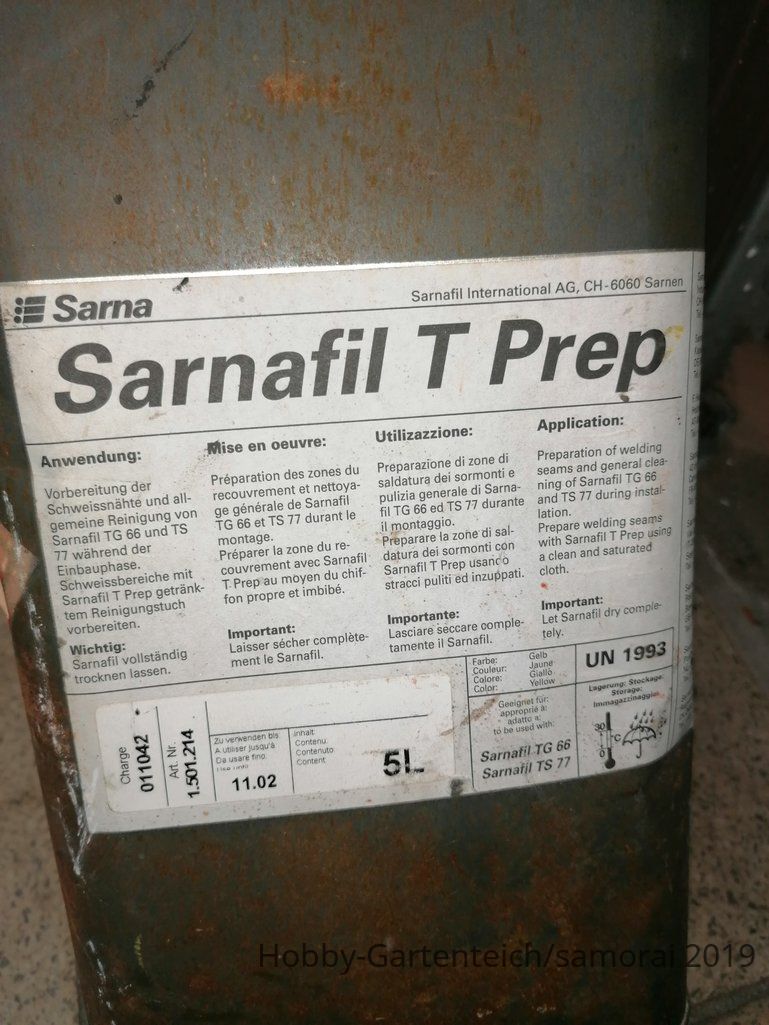 Sarna
Sarnafil International AG, CH-6060 Sarnen
Sarnafil T Prep
Anwendung:
Vorbereitung der
Schweissnähte und all-
gemeine Reinigung von
Sarnafil TG 66 und TS
77 während der
Einbauphase.
Schweissbereiche mit
Sarnafil T Prep getränk-
tem Reinigungstuch
vorbereiten.
Wichtig:
Sarnafil vollständig
trocknen lassen.
Mise en oeuvre:
Préparation des zones du
recouvrement et nettoya-
ge générale de Sarnafil
TG 66 et TS 77 durant le
montage.
Préparer la zone du re-
couvrement avec Sarnafil
T Prep au moyen du chif-
fon propre et imbibé.
Important:
Laisser sécher complète-
ment le Sarnafil.
Utilizazzione:
Preparazione di zone di
saldatura dei sormonti e
pulizia generale di Sarna-
fil TG 66 ed TS 77 durante
il montaggio.
Preparare la zone di sal-
datura dei sormonti con
Sarnafil T Prep usando
stracci puliti ed inzuppati.
Importante:
Lasciare seccare comple-
tamente il Sarnafil.
Application:
Preparation of welding
seams and general clea-
ning of Sarnafil TG 66
and TS 77 during instal-
lation.
Prepare welding seams
with Sarnafil T Prep using
a clean and saturated
cloth.
Important:
Let Sarnafil dry comple-
tely.
Farbe: Gelb
Couleur: Jaune
Colore: Giallo
Color: Yellow
UN 1993
Geeignet für:
approprié à:
adatto a:
to be used with:
Sarnafil TG 66
Sarnafil TS 77
Lagerung: Stockage:
Storage:
Immagazzinaggio:
30
0
°C
Charge
011042
Art. Nr.
1.501.214
Zu verwenden bis:
A utiliser jusqu'à
Da usare fino.
11.02
Inhalt
Contenu
Contenuto
Content
5L
Hobby-Gartenteich/samorai 2019